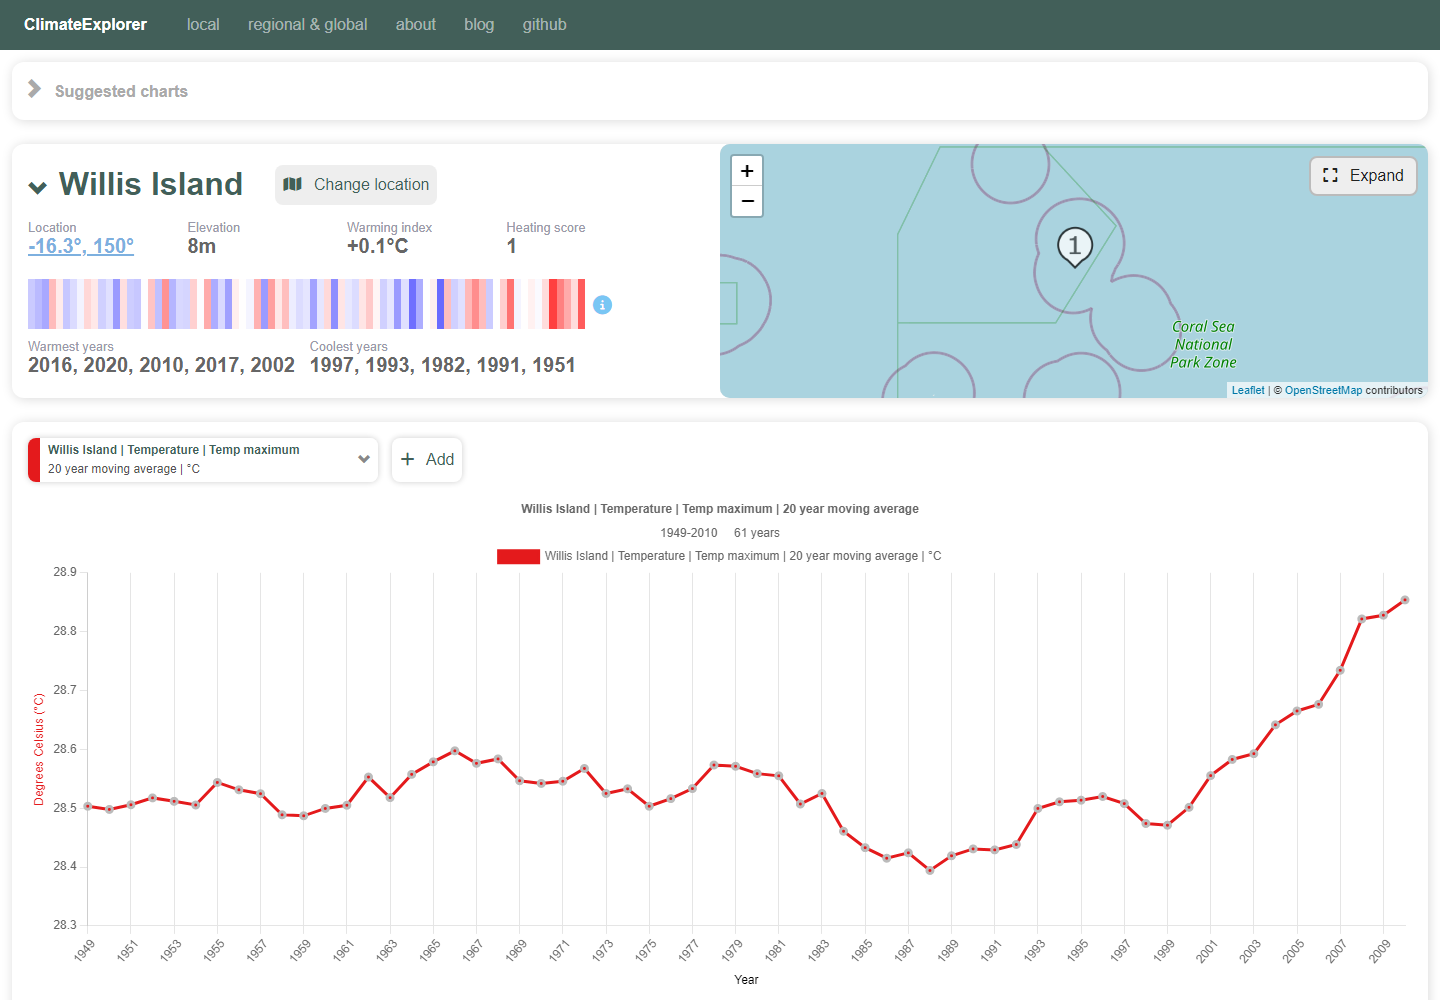 ClimateExplorer local regional & global about blog github
Suggested charts
Willis Island Change location
Location Elevation Warming index Heating score
-16.3°, 150° 8m +0.1°C 1
Warmest years Coolest years
2016, 2020, 2010, 2017, 2002 1997, 1993, 1982, 1991, 1951
+
−
Expand
1
Coral Sea
National
Park Zone
Leaflet | © OpenStreetMap contributors
Willis Island | Temperature | Temp maximum
20 year moving average | °C
+ Add
Willis Island | Temperature | Temp maximum | 20 year moving average
1949-2010 61 years
Willis Island | Temperature | Temp maximum | 20 year moving average | °C
Degrees Celsius (°C)
28.9
28.8
28.7
28.6
28.5
28.4
28.3
1949 1951 1953 1955 1957 1959 1961 1963 1965 1967 1969 1971 1973 1975 1977 1979 1981 1983 1985 1987 1989 1991 1993 1995 1997 1999 2001 2003 2005 2007 2009
Year